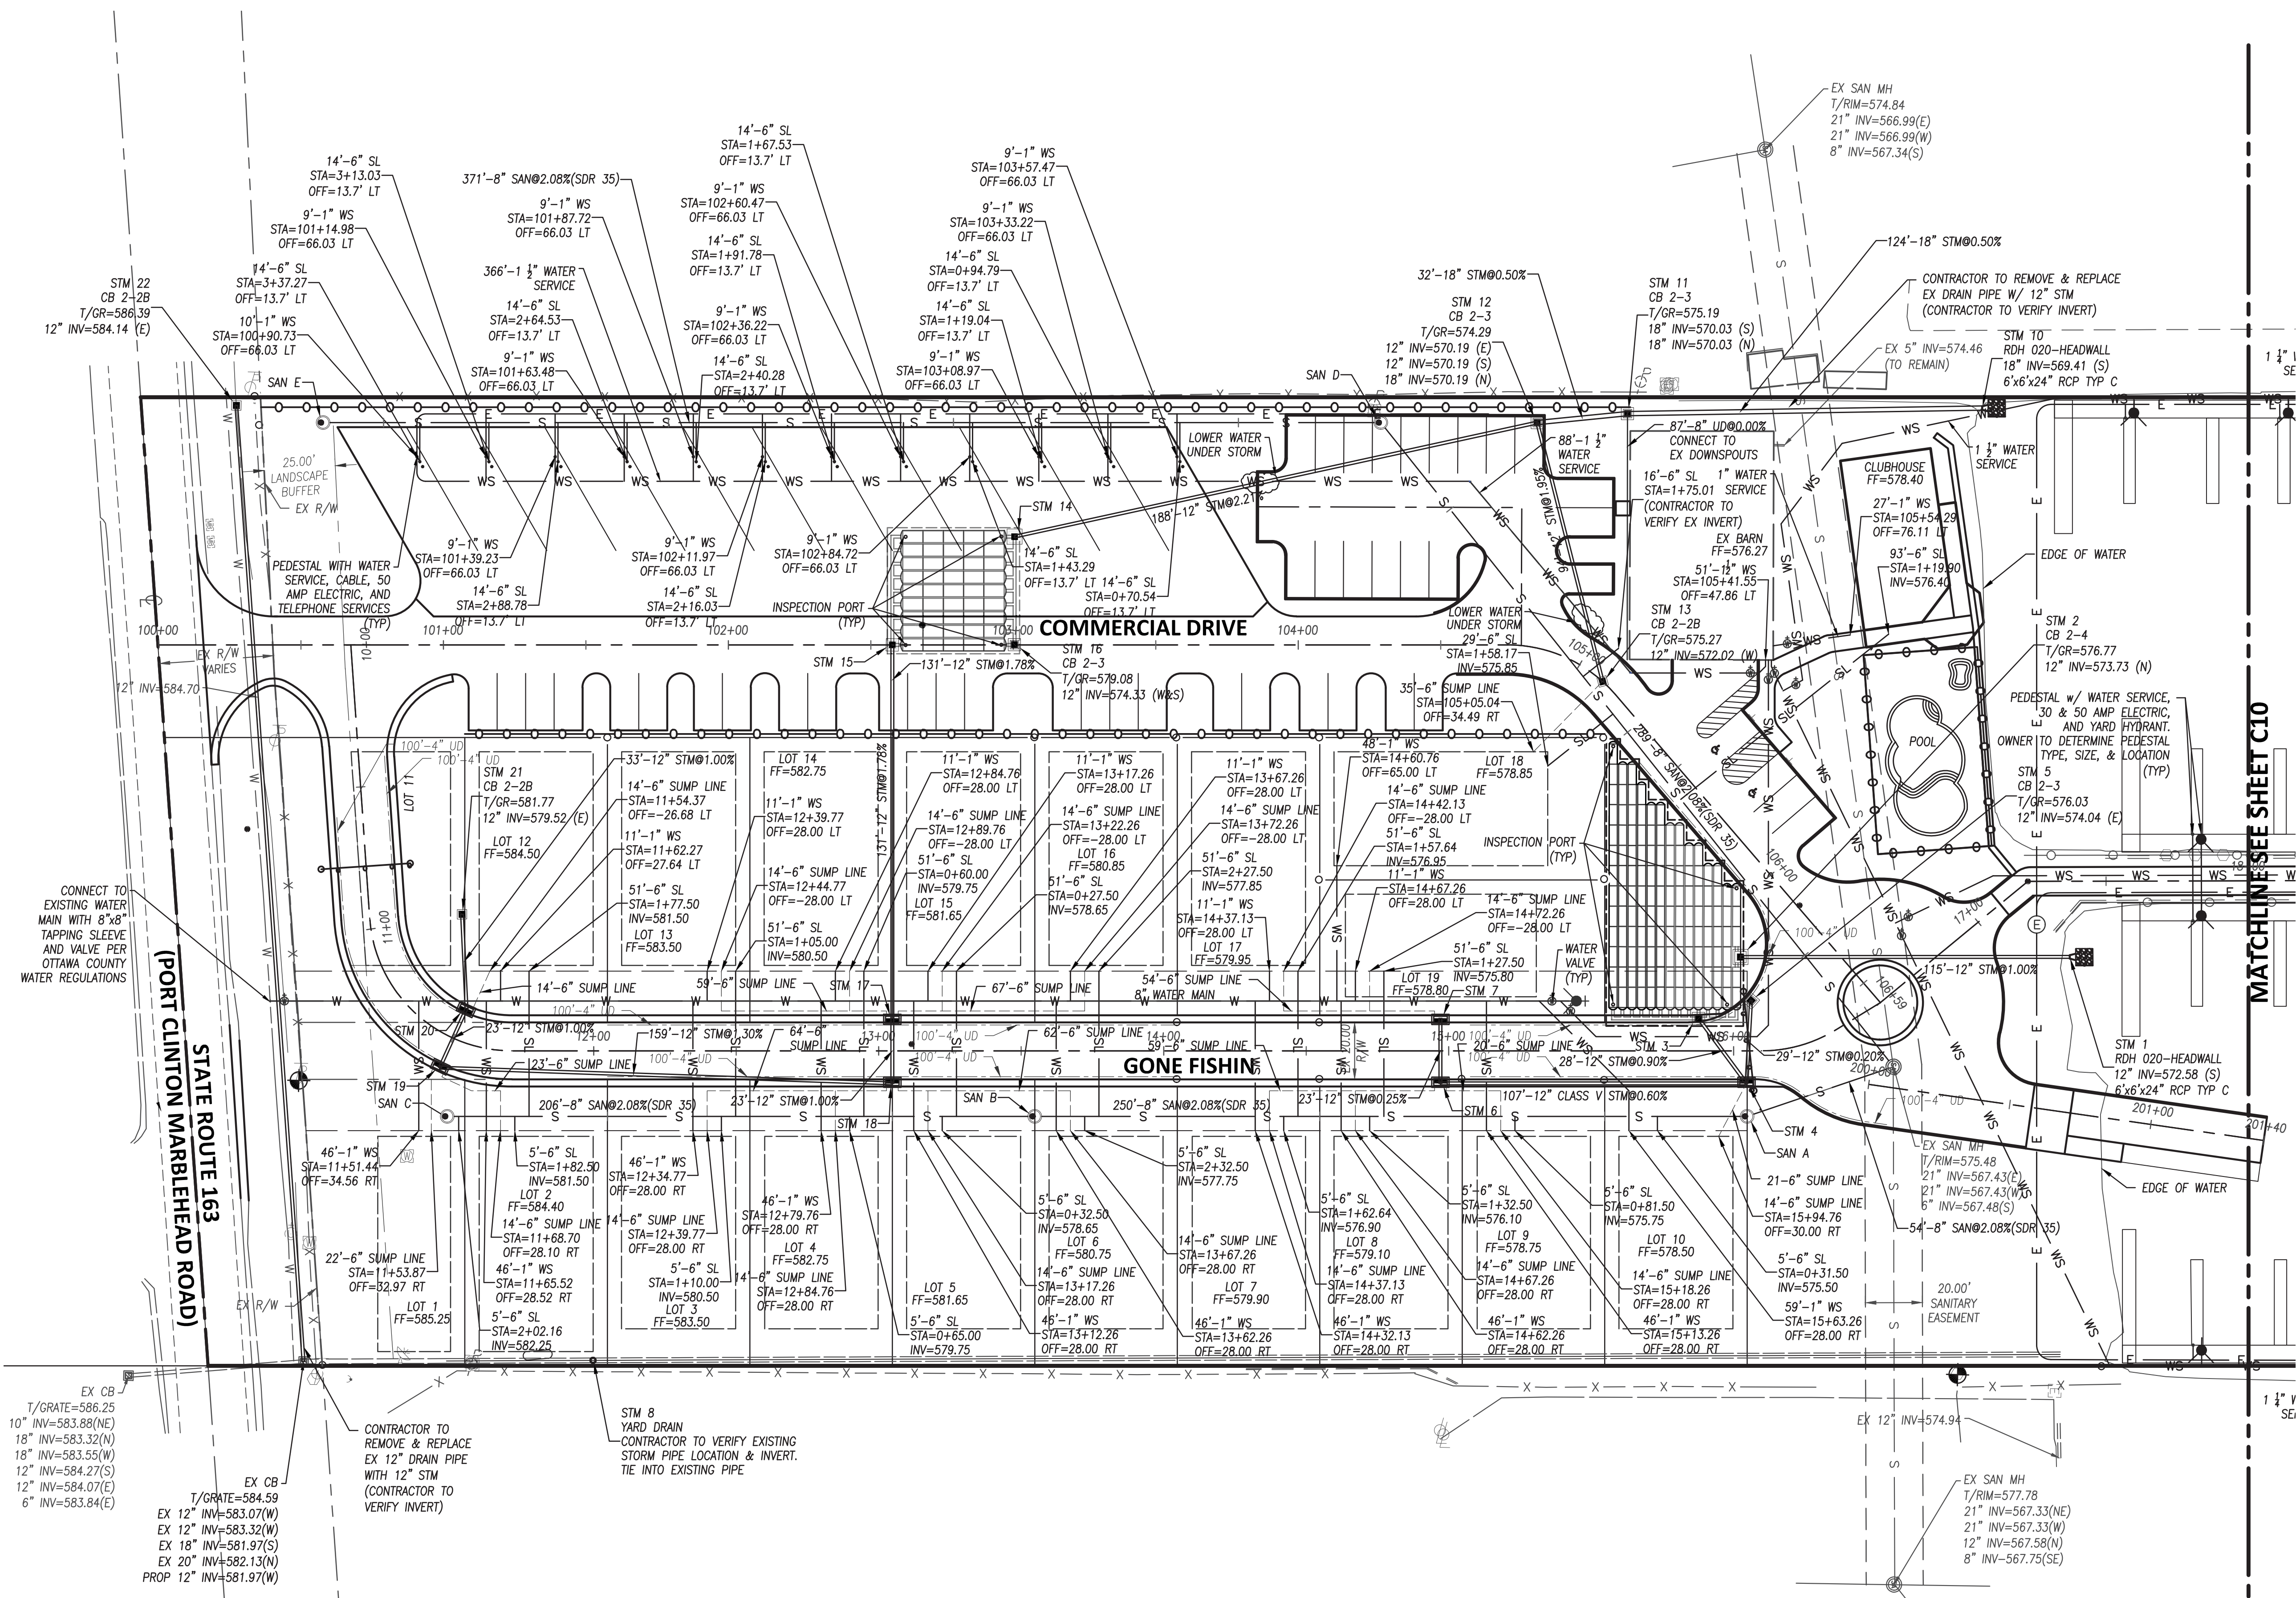 EX SAN MH
T/RIM=574.84
21" INV=566.99(E)
21" INV=566.99(W)
8" INV=567.34(S)
14'-6" SL
STA=1+67.53
OFF=13.7' LT
14'-6" SL
STA=3+13.03
OFF=13.7' LT
371'-8" SAN@2.08%(SDR 35)
9'-1" WS
STA=103+57.47
OFF=66.03 LT
9'-1" WS
STA=101+14.98
OFF=66.03 LT
9'-1" WS
STA=101+87.72
OFF=66.03 LT
9'-1" WS
STA=102+60.47
OFF=66.03 LT
9'-1" WS
STA=103+33.22
OFF=66.03 LT
14'-6" SL
STA=3+37.27
OFF=13.7' LT
366'-1 1/2" WATER
SERVICE
14'-6" SL
STA=1+91.78
OFF=13.7' LT
14'-6" SL
STA=0+94.79
OFF=13.7' LT
STM 22
CB 2-2B
T/GR=586.39
12" INV=584.14 (E)
10'-1" WS
STA=100+90.73
OFF=66.03 LT
14'-6" SL
STA=2+64.53
OFF=13.7' LT
9'-1" WS
STA=102+36.22
OFF=66.03 LT
14'-6" SL
STA=1+19.04
OFF=13.7' LT
9'-1" WS
STA=101+63.48
OFF=66.03 LT
14'-6" SL
STA=2+40.28
OFF=13.7' LT
9'-1" WS
STA=103+08.97
OFF=66.03 LT
SAN E
SAN D
32'-18" STM@0.50%
STM 12
CB 2-3
T/GR=574.29
12" INV=570.19 (E)
12" INV=570.19 (S)
18" INV=570.19 (N)
STM 11
CB 2-3
T/GR=575.19
18" INV=570.03 (S)
18" INV=570.03 (N)
124'-18" STM@0.50%
CONTRACTOR TO REMOVE & REPLACE
EX DRAIN PIPE W/ 12" STM
(CONTRACTOR TO VERIFY INVERT)
EX 5" INV=574.46
(TO REMAIN)
STM 10
RDH 020-HEADWALL
18" INV=569.41 (S)
6'x6'x24" RCP TYP C
25.00'
LANDSCAPE
BUFFER
EX R/W
LOWER WATER
UNDER STORM
88'-1 1/2"
WATER
SERVICE
87'-8" UD@0.00%
CONNECT TO
EX DOWNSPOUTS
16'-6" SL
STA=1+75.01
(CONTRACTOR TO
VERIFY EX INVERT)
1" WATER
SERVICE
EX BARN
FF=576.27
CLUBHOUSE
FF=578.40
27'-1" WS
STA=105+54.29
OFF=76.11 LT
93'-6" SL
STA=1+19.90
INV=576.40
1 1/2" WATER
SERVICE
EDGE OF WATER
188'-12" STM@2.21%
94'-12" STM@1.95%
STM 14
PEDESTAL WITH WATER
SERVICE, CABLE, 50
AMP ELECTRIC, AND
TELEPHONE SERVICES
(TYP)
9'-1" WS
STA=101+39.23
OFF=66.03 LT
14'-6" SL
STA=2+88.78
OFF=13.7' LT
9'-1" WS
STA=102+11.97
OFF=66.03 LT
14'-6" SL
STA=2+16.03
OFF=13.7' LT
9'-1" WS
STA=102+84.72
OFF=66.03 LT
INSPECTION PORT
(TYP)
14'-6" SL
STA=1+43.29
OFF=13.7' LT
14'-6" SL
STA=0+70.54
OFF=13.7' LT
51'-1 1/2" WS
STA=105+41.55
OFF=47.86 LT
STM 13
CB 2-2B
T/GR=575.27
12" INV=572.02 (W)
LOWER WATER
UNDER STORM
29'-6" SL
STA=1+58.17
INV=575.85
STM 2
CB 2-4
T/GR=576.77
12" INV=573.73 (N)
100+00
101+00
102+00
103+00
104+00
105+00
106+00
106+59
COMMERCIAL DRIVE
EX R/W
VARIES
10+00
12" INV=584.70
STM 15
131'-12" STM@1.78%
STM 16
CB 2-3
T/GR=579.08
12" INV=574.33 (W&S)
35'-6" SUMP LINE
STA=105+05.04
OFF=34.49 RT
PEDESTAL w/ WATER SERVICE,
30 & 50 AMP ELECTRIC,
AND YARD HYDRANT.
OWNER TO DETERMINE PEDESTAL
TYPE, SIZE, & LOCATION
(TYP)
POOL
STM 5
CB 2-3
T/GR=576.03
12" INV=574.04 (E)
MATCHLINE SEE SHEET C10
289'-8" SAN@2.08%(SDR 35)
100'-4" UD
100'-4" UD
LOT 11
11+00
STM 21
CB 2-2B
T/GR=581.77
12" INV=579.52 (E)
LOT 12
FF=584.50
33'-12" STM@1.00%
14'-6" SUMP LINE
STA=11+54.37
OFF=-26.68 LT
11'-1" WS
STA=11+62.27
OFF=27.64 LT
51'-6" SL
STA=1+77.50
INV=581.50
LOT 13
FF=583.50
LOT 14
FF=582.75
11'-1" WS
STA=12+39.77
OFF=28.00 LT
14'-6" SUMP LINE
STA=12+44.77
OFF=-28.00 LT
51'-6" SL
STA=1+05.00
INV=580.50
131'-12" STM@1.78%
11'-1" WS
STA=12+84.76
OFF=28.00 LT
14'-6" SUMP LINE
STA=12+89.76
OFF=-28.00 LT
51'-6" SL
STA=0+60.00
INV=579.75
LOT 15
FF=581.65
11'-1" WS
STA=13+17.26
OFF=28.00 LT
14'-6" SUMP LINE
STA=13+22.26
OFF=-28.00 LT
LOT 16
FF=580.85
51'-6" SL
STA=0+27.50
INV=578.65
11'-1" WS
STA=13+67.26
OFF=28.00 LT
14'-6" SUMP LINE
STA=13+72.26
OFF=-28.00 LT
51'-6" SL
STA=2+27.50
INV=577.85
11'-1" WS
STA=14+37.13
OFF=28.00 LT
LOT 17
FF=579.95
48'-1" WS
STA=14+60.76
OFF=65.00 LT
14'-6" SUMP LINE
STA=14+42.13
OFF=-28.00 LT
51'-6" SL
STA=1+57.64
INV=576.95
11'-1" WS
STA=14+67.26
OFF=28.00 LT
LOT 18
FF=578.85
INSPECTION PORT
(TYP)
14'-6" SUMP LINE
STA=14+72.26
OFF=-28.00 LT
51'-6" SL
STA=1+27.50
INV=575.80
LOT 19
FF=578.80
WATER
VALVE
(TYP)
STM 7
CONNECT TO
EXISTING WATER
MAIN WITH 8"x8"
TAPPING SLEEVE
AND VALVE PER
OTTAWA COUNTY
WATER REGULATIONS
STATE ROUTE 163
(PORT CLINTON MARBLEHEAD ROAD)
14'-6" SUMP LINE
59'-6" SUMP LINE
STM 17
67'-6" SUMP LINE
54'-6" SUMP LINE
8" WATER MAIN
115'-12" STM@1.00%
17+00
100'-4" UD
STM 20
23'-12" STM@1.00%
159'-12" STM@1.30%
64'-6"
SUMP LINE
62'-6" SUMP LINE
59'-6" SUMP LINE
20'-6" SUMP LINE
STM 3
28'-12" STM@0.90%
29'-12" STM@0.20%
12+00
13+00
14+00
15+00
16+00
GONE FISHIN
EX 20.00'
R/W
STM 19
SAN C
23'-6" SUMP LINE
206'-8" SAN@2.08%(SDR 35)
23'-12" STM@1.00%
STM 18
SAN B
250'-8" SAN@2.08%(SDR 35)
23'-12" STM@0.25%
STM 6
107'-12" CLASS V STM@0.60%
STM 4
SAN A
200+00
201+00
201+40
STM 1
RDH 020-HEADWALL
12" INV=572.58 (S)
6'x6'x24" RCP TYP C
EX SAN MH
T/RIM=575.48
21" INV=567.43(E)
21" INV=567.43(W)
6" INV=567.48(S)
EDGE OF WATER
54'-8" SAN@2.08%(SDR 35)
46'-1" WS
STA=11+51.44
OFF=34.56 RT
22'-6" SUMP LINE
STA=11+53.87
OFF=32.97 RT
LOT 1
FF=585.25
5'-6" SL
STA=1+82.50
INV=581.50
LOT 2
FF=584.40
14'-6" SUMP LINE
STA=11+68.70
OFF=28.10 RT
46'-1" WS
STA=11+65.52
OFF=28.52 RT
5'-6" SL
STA=2+02.16
INV=582.25
46'-1" WS
STA=12+34.77
OFF=28.00 RT
14'-6" SUMP LINE
STA=12+39.77
OFF=28.00 RT
5'-6" SL
STA=1+10.00
INV=580.50
LOT 3
FF=583.50
46'-1" WS
STA=12+79.76
OFF=28.00 RT
LOT 4
FF=582.75
14'-6" SUMP LINE
STA=12+84.76
OFF=28.00 RT
LOT 5
FF=581.65
5'-6" SL
STA=0+65.00
INV=579.75
5'-6" SL
STA=0+32.50
INV=578.65
LOT 6
FF=580.75
14'-6" SUMP LINE
STA=13+17.26
OFF=28.00 RT
46'-1" WS
STA=13+12.26
OFF=28.00 RT
5'-6" SL
STA=2+32.50
INV=577.75
14'-6" SUMP LINE
STA=13+67.26
OFF=28.00 RT
LOT 7
FF=579.90
46'-1" WS
STA=13+62.26
OFF=28.00 RT
5'-6" SL
STA=1+62.64
INV=576.90
LOT 8
FF=579.10
14'-6" SUMP LINE
STA=14+37.13
OFF=28.00 RT
46'-1" WS
STA=14+32.13
OFF=28.00 RT
5'-6" SL
STA=1+32.50
INV=576.10
LOT 9
FF=578.75
14'-6" SUMP LINE
STA=14+67.26
OFF=28.00 RT
46'-1" WS
STA=14+62.26
OFF=28.00 RT
5'-6" SL
STA=0+81.50
INV=575.75
LOT 10
FF=578.50
14'-6" SUMP LINE
STA=15+18.26
OFF=28.00 RT
46'-1" WS
STA=15+13.26
OFF=28.00 RT
21-6" SUMP LINE
14'-6" SUMP LINE
STA=15+94.76
OFF=30.00 RT
5'-6" SL
STA=0+31.50
INV=575.50
59'-1" WS
STA=15+63.26
OFF=28.00 RT
20.00'
SANITARY
EASEMENT
EX R/W
EX CB
T/GRATE=586.25
10" INV=583.88(NE)
18" INV=583.32(N)
18" INV=583.55(W)
12" INV=584.27(S)
12" INV=584.07(E)
6" INV=583.84(E)
EX CB
T/GRATE=584.59
EX 12" INV=583.07(W)
EX 12" INV=583.32(W)
EX 18" INV=581.97(S)
EX 20" INV=582.13(N)
PROP 12" INV=581.97(W)
CONTRACTOR TO
REMOVE & REPLACE
EX 12" DRAIN PIPE
WITH 12" STM
(CONTRACTOR TO
VERIFY INVERT)
STM 8
YARD DRAIN
CONTRACTOR TO VERIFY EXISTING
STORM PIPE LOCATION & INVERT.
TIE INTO EXISTING PIPE
EX 12" INV=574.94
EX SAN MH
T/RIM=577.78
21" INV=567.33(NE)
21" INV=567.33(W)
12" INV=567.58(N)
8" INV-567.75(SE)